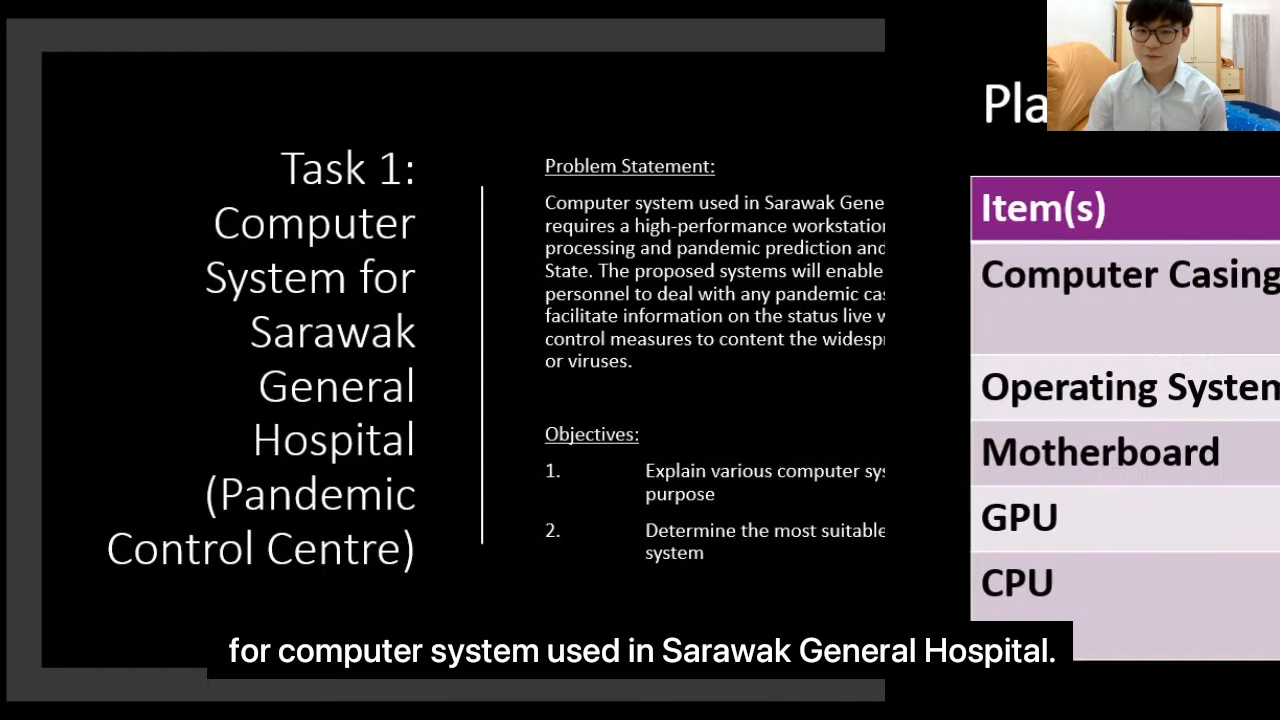 Task 1:
Computer
System for
Sarawak
General
Hospital
(Pandemic
Control Centre)
Problem Statement:
Computer system used in Sarawak Gene
requires a high-performance workstation
processing and pandemic prediction and
State. The proposed systems will enable
personnel to deal with any pandemic cas
facilitate information on the status live w
control measures to content the widespr
or viruses.
Objectives:
1. Explain various computer sys
purpose
2. Determine the most suitable
system
Pla
Item(s)
Computer Casing
Operating System
Motherboard
GPU
CPU
for computer system used in Sarawak General Hospital.